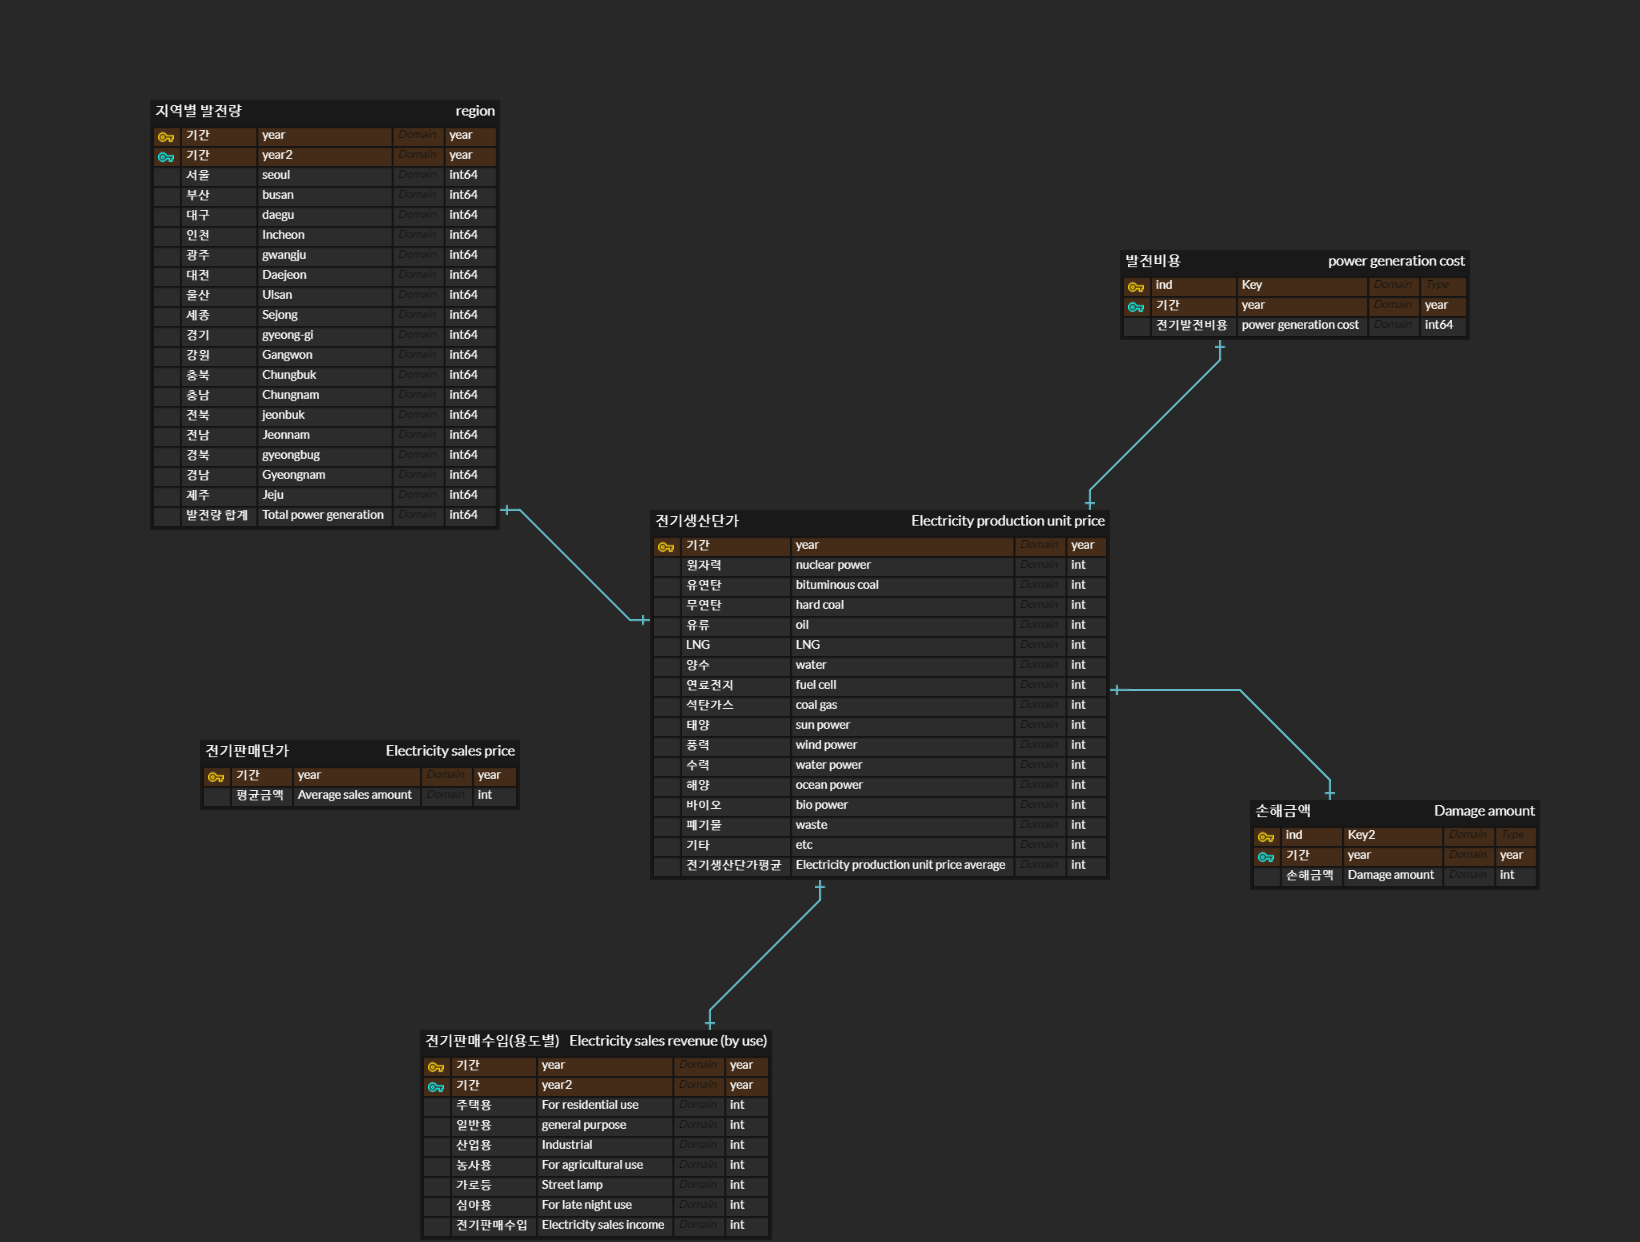 지역별 발전량 region
기간 year Domain year
기간 year2 Domain year
서울 seoul Domain int64
부산 busan Domain int64
대구 daegu Domain int64
인천 Incheon Domain int64
광주 gwangju Domain int64
대전 Daejeon Domain int64
울산 Ulsan Domain int64
세종 Sejong Domain int64
경기 gyeong-gi Domain int64
강원 Gangwon Domain int64
충북 Chungbuk Domain int64
충남 Chungnam Domain int64
전북 jeonbuk Domain int64
전남 Jeonnam Domain int64
경북 gyeongbug Domain int64
경남 Gyeongnam Domain int64
제주 Jeju Domain int64
발전량 합계 Total power generation Domain int64
발전비용 power generation cost
ind Key Domain Type
기간 year Domain year
전기발전비용 power generation cost Domain int64
전기생산단가 Electricity production unit price
기간 year Domain year
원자력 nuclear power Domain int
유연탄 bituminous coal Domain int
무연탄 hard coal Domain int
유류 oil Domain int
LNG LNG Domain int
양수 water Domain int
연료전지 fuel cell Domain int
석탄가스 coal gas Domain int
태양 sun power Domain int
풍력 wind power Domain int
수력 water power Domain int
해양 ocean power Domain int
바이오 bio power Domain int
폐기물 waste Domain int
기타 etc Domain int
전기생산단가평균 Electricity production unit price average Domain int
전기판매단가 Electricity sales price
기간 year Domain year
평균금액 Average sales amount Domain int
손해금액 Damage amount
ind Key2 Domain Type
기간 year Domain year
손해금액 Damage amount Domain int
전기판매수입(용도별) Electricity sales revenue (by use)
기간 year Domain year
기간 year2 Domain year
주택용 For residential use Domain int
일반용 general purpose Domain int
산업용 Industrial Domain int
농사용 For agricultural use Domain int
가로등 Street lamp Domain int
심야용 For late night use Domain int
전기판매수입 Electricity sales income Domain int